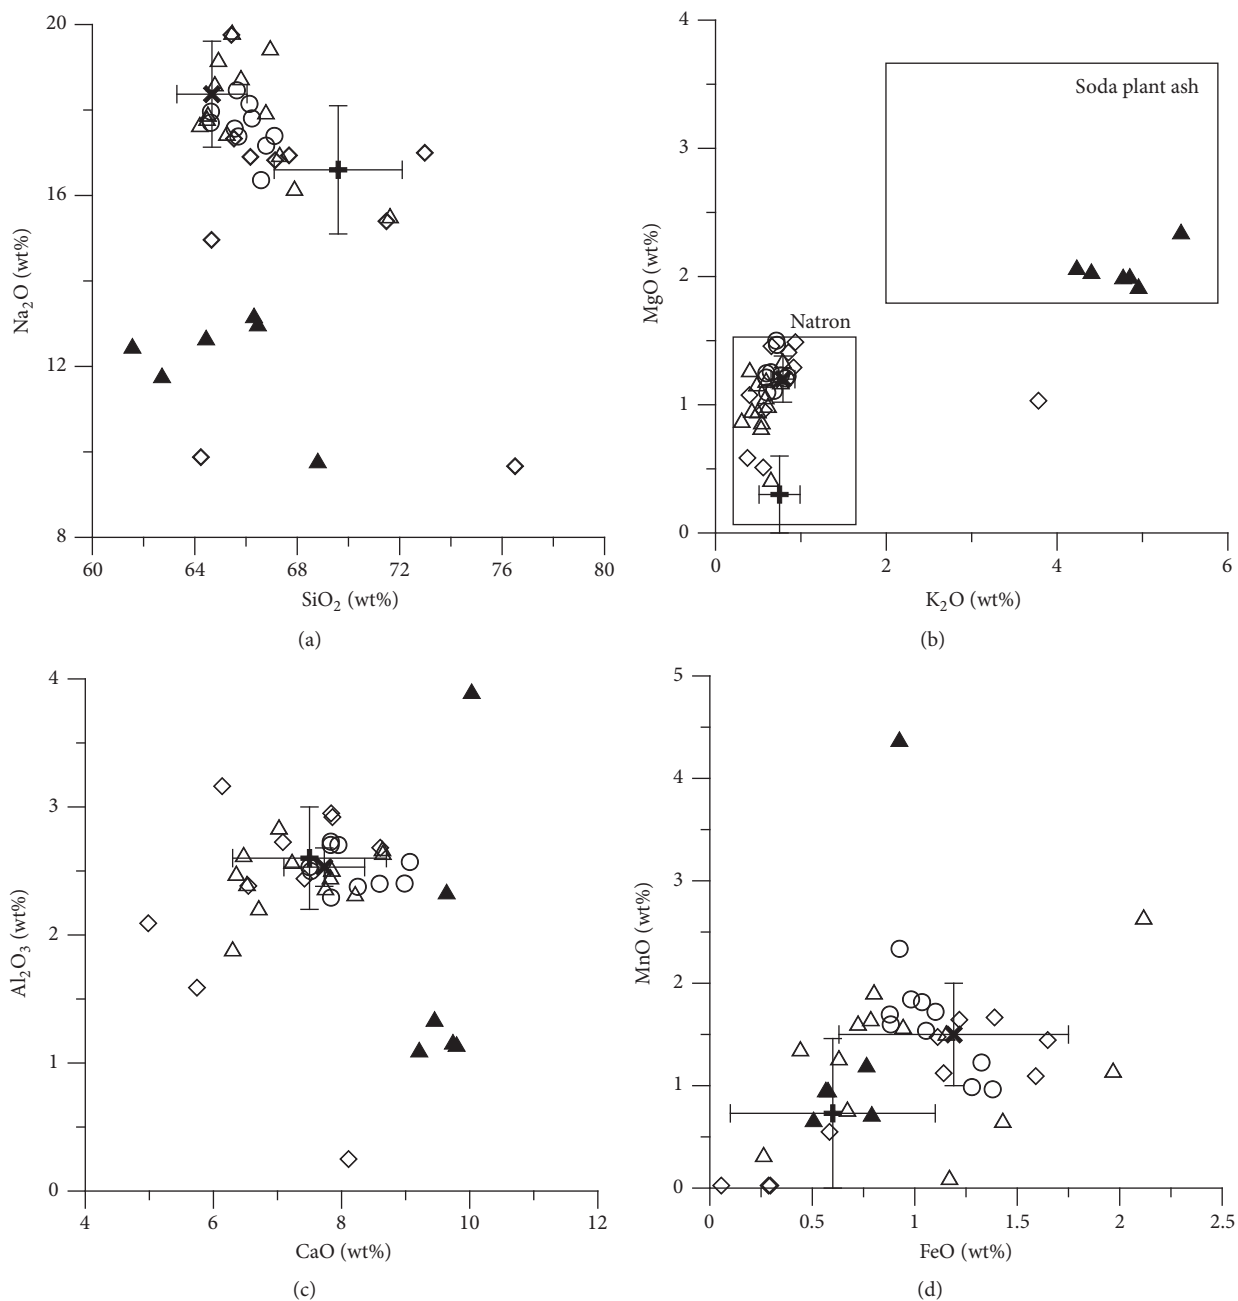 20
16
12
8
Na₂O (wt%)
60
64
68
72
76
80
SiO₂ (wt%)
(a)
4
3
2
1
0
MgO (wt%)
Soda plant ash
Natron
0
2
4
6
K₂O (wt%)
(b)
4
3
2
1
0
Al₂O₃ (wt%)
4
6
8
10
12
CaO (wt%)
(c)
5
4
3
2
1
0
MnO (wt%)
0
0.5
1
1.5
2
2.5
FeO (wt%)
(d)